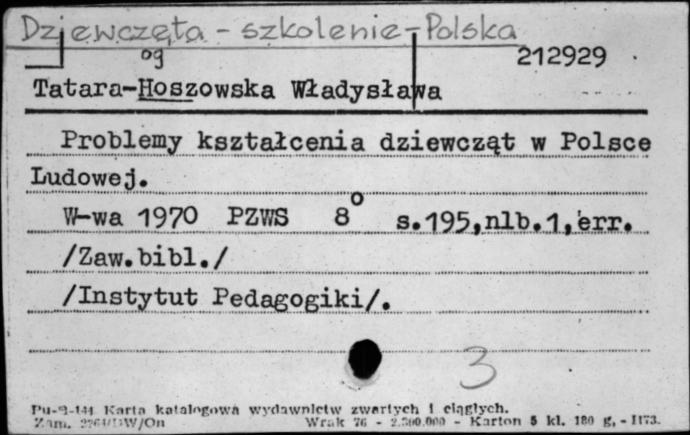 Dziewczęta - szkolenie - Polska
og 212929
Tatara-Hoszowska Władysława
Problemy kształcenia dziewcząt w Polsce
Ludowej.
W-wa 1970 PZWS 8° s.195,nlb.1,err.
/Zaw.bibl./
/Instytut Pedagogiki/.
3
Karta katalogowa wydawnictw zwartych i ciągłych.
Zam. Wrak 76 - 2.300.000 - Karton 5 kl. 180 g. -